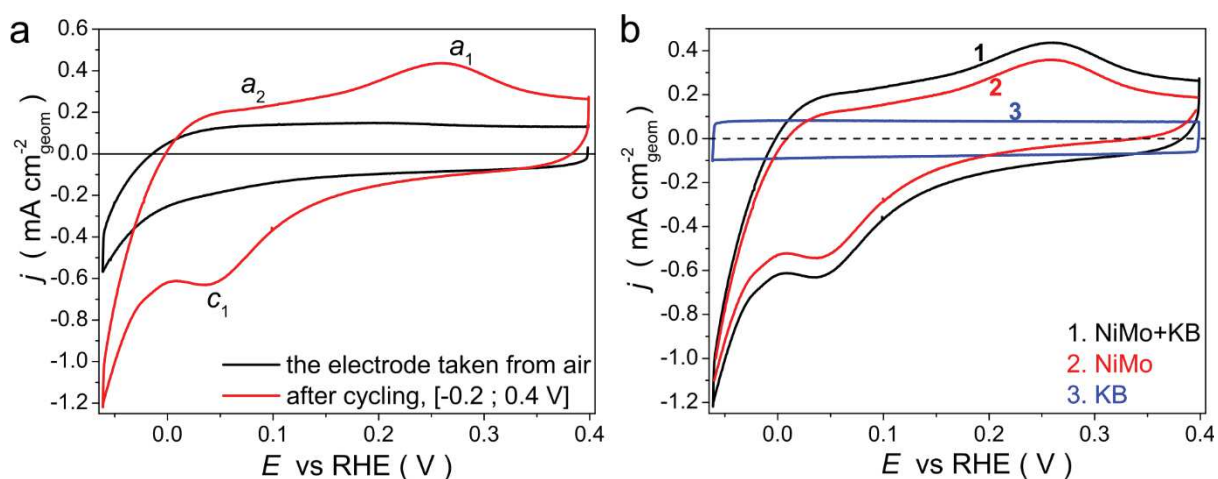 a
0.6
0.4
0.2
0.0
-0.2
-0.4
-0.6
-0.8
-1.0
-1.2
j ( mA cm⁻²geom )
a₁
a₂
c₁
the electrode taken from air
after cycling, [-0.2 ; 0.4 V]
0.0 0.1 0.2 0.3 0.4
E vs RHE ( V )
b
0.4
0.2
0.0
-0.2
-0.4
-0.6
-0.8
-1.0
-1.2
j ( mA cm⁻²geom )
1
2
3
1. NiMo+KB
2. NiMo
3. KB
0.0 0.1 0.2 0.3 0.4
E vs RHE ( V )